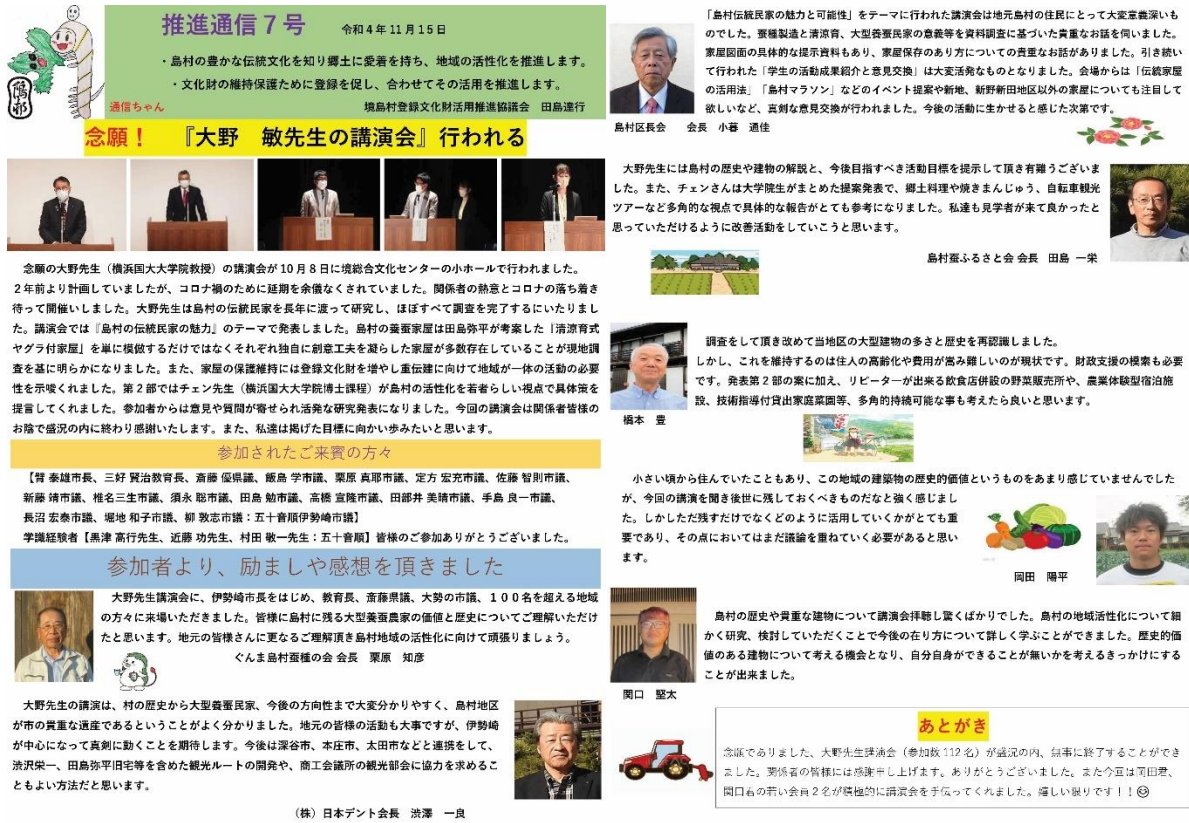 推進通信7号 令和4年11月15日
・島村の豊かな伝統文化を知り郷土に愛着を持ち、地域の活性化を推進します。
・文化財の維持保護ために登録を促し、合わせてその活用を推進します。
通信ちゃん
境島村登録文化財活用推進協議会 田島達行
念願! 『大野 敏先生の講演会』行われる
念願の大野先生(横浜国大大学院教授)の講演会が10月8日に境総合文化センターの小ホールで行われました。
2年前より計画していましたが、コロナ禍のために延期を余儀なくされていました。関係者の熱意とコロナの落ち着き
待って開催いしました。大野先生は島村の伝統民家を長年に渡って研究し、ほぼすべて調査を完了するにいたりまし
た。講演会では『島村の伝統民家の魅力』のテーマで発表しました。島村の養蚕家屋は田島弥平が考案した『清涼育式
ヤグラ付家屋』を単に模倣するだけではなくそれぞれ独自に創意工夫を凝らした家屋が多数存在していることが現地調
査を基に明らかになりました。また、家屋の保護維持には登録文化財を増やし重伝建に向けて地域が一体の活動の必要
性を示唆くれました。第2部ではチェン先生(横浜国大大学院博士課程)が島村の活性化を若者らしい視点で具体策を
提言してくれました。参加者からは意見や質問が寄せられ活発な研究発表になりました。今回の講演会は関係者皆様の
お陰で盛況の内に終わり感謝いたします。また、私達は掲げた目標に向かい歩みたいと思います。
参加されたご来賓の方々
【臂 泰雄市長、三好 賢治教育長、斎藤 優県議、飯島 学市議、栗原 真耶市議、定方 宏充市議、佐藤 智則市議、
新藤 靖市議、椎名三生市議、須永 聡市議、田島 勉市議、高橋 宣隆市議、田部井 美晴市議、手島 良一市議、
長沼 宏泰市議、堀地 和子市議、柳 敦志市議:五十音順伊勢崎市議】
学識経験者【黒津 高行先生、近藤 功先生、村田 敬一先生:五十音順】皆様のご参加ありがとうございました。
参加者より、励ましや感想を頂きました
大野先生講演会に、伊勢崎市長をはじめ、教育長、斎藤県議、大勢の市議、100名を超える地域
の方々に来場いただきました。皆様に島村に残る大型養蚕農家の価値と歴史についてご理解いただけ
たと思います。地元の皆様さんに更なるご理解頂き島村地域の活性化に向けて頑張りましょう。
ぐんま島村蚕種の会 会長 栗原 知彦
大野先生の講演は、村の歴史から大型養蚕民家、今後の方向性まで大変分かりやすく、島村地区
が市の貴重な遺産であるということがよく分かりました。地元の皆様の活動も大事ですが、伊勢崎
が中心になって真剣に動くことを期待します。今後は深谷市、本庄市、太田市などと連携をして、
渋沢栄一、田島弥平旧宅等を含めた観光ルートの開発や、商工会議所の観光部会に協力を求めるこ
ともよい方法だと思います。
(株)日本デント会長 渋澤 一良
「島村伝統民家の魅力と可能性」をテーマに行われた講演会は地元島村の住民にとって大変意義深いも
のでした。蚕種製造と清涼育、大型養蚕民家の意義等を資料調査に基づいた貴重なお話を伺いました。
家屋図面の具体的な提示資料もあり、家屋保存のあり方についての貴重なお話がありました。引き続い
て行われた「学生の活動成果紹介と意見交換」は大変活発なものとなりました。会場からは「伝統家屋
の活用法」「島村マラソン」などのイベント提案や新地、新野新田地区以外の家屋についても注目して
欲しいなど、真剣な意見交換が行われました。今後の活動に生かせると感じた次第です。
島村区長会 会長 小暮 通佳
大野先生には島村の歴史や建物の解説と、今後目指すべき活動目標を提示して頂き有難うございま
した。また、チェンさんは大学院生がまとめた提案発表で、郷土料理や焼きまんじゅう、自転車観光
ツアーなど多角的な視点で具体的な報告がとても参考になりました。私達も見学者が来て良かったと
思っていただけるように改善活動をしていこうと思います。
島村蚕ふるさと会 会長 田島 一栄
調査をして頂き改めて当地区の大型建物の多さと歴史を再認識しました。
しかし、これを維持するのは住人の高齢化や費用が嵩み難しいのが現状です。財政支援の模索も必要
です。発表第2部の案に加え、リピーターが出来る飲食店併設の野菜販売所や、農業体験型宿泊施
設、技術指導付貸出家庭菜園等、多角的持続可能な事も考えたら良いと思います。
橋本 豊
小さい頃から住んでいたこともあり、この地域の建築物の歴史的価値というものをあまり感じていませんでした
が、今回の講演を聞き後世に残しておくべきものだなと強く感じまし
た。しかしただ残すだけでなくどのように活用していくかがとても重
要であり、その点においてはまだ議論を重ねていく必要があると思い
ます。
岡田 陽平
島村の歴史や貴重な建物について講演会拝聴し驚くばかりでした。島村の地域活性化について細
かく研究、検討していただくことで今後の在り方について詳しく学ぶことができました。歴史的価
値のある建物について考える機会となり、自分自身ができることが無いかを考えるきっかけにする
ことが出来ました。
関口 堅太
あとがき
念願でありました、大野先生講演会(参加数112名)が盛況の内、無事に終了することができ
ました。関係者の皆様には感謝申し上げます。ありがとうございました。また今回は岡田君、
関口君の若い会員2名が積極的に講演会を手伝ってくれました。嬉しい限りです!!😊